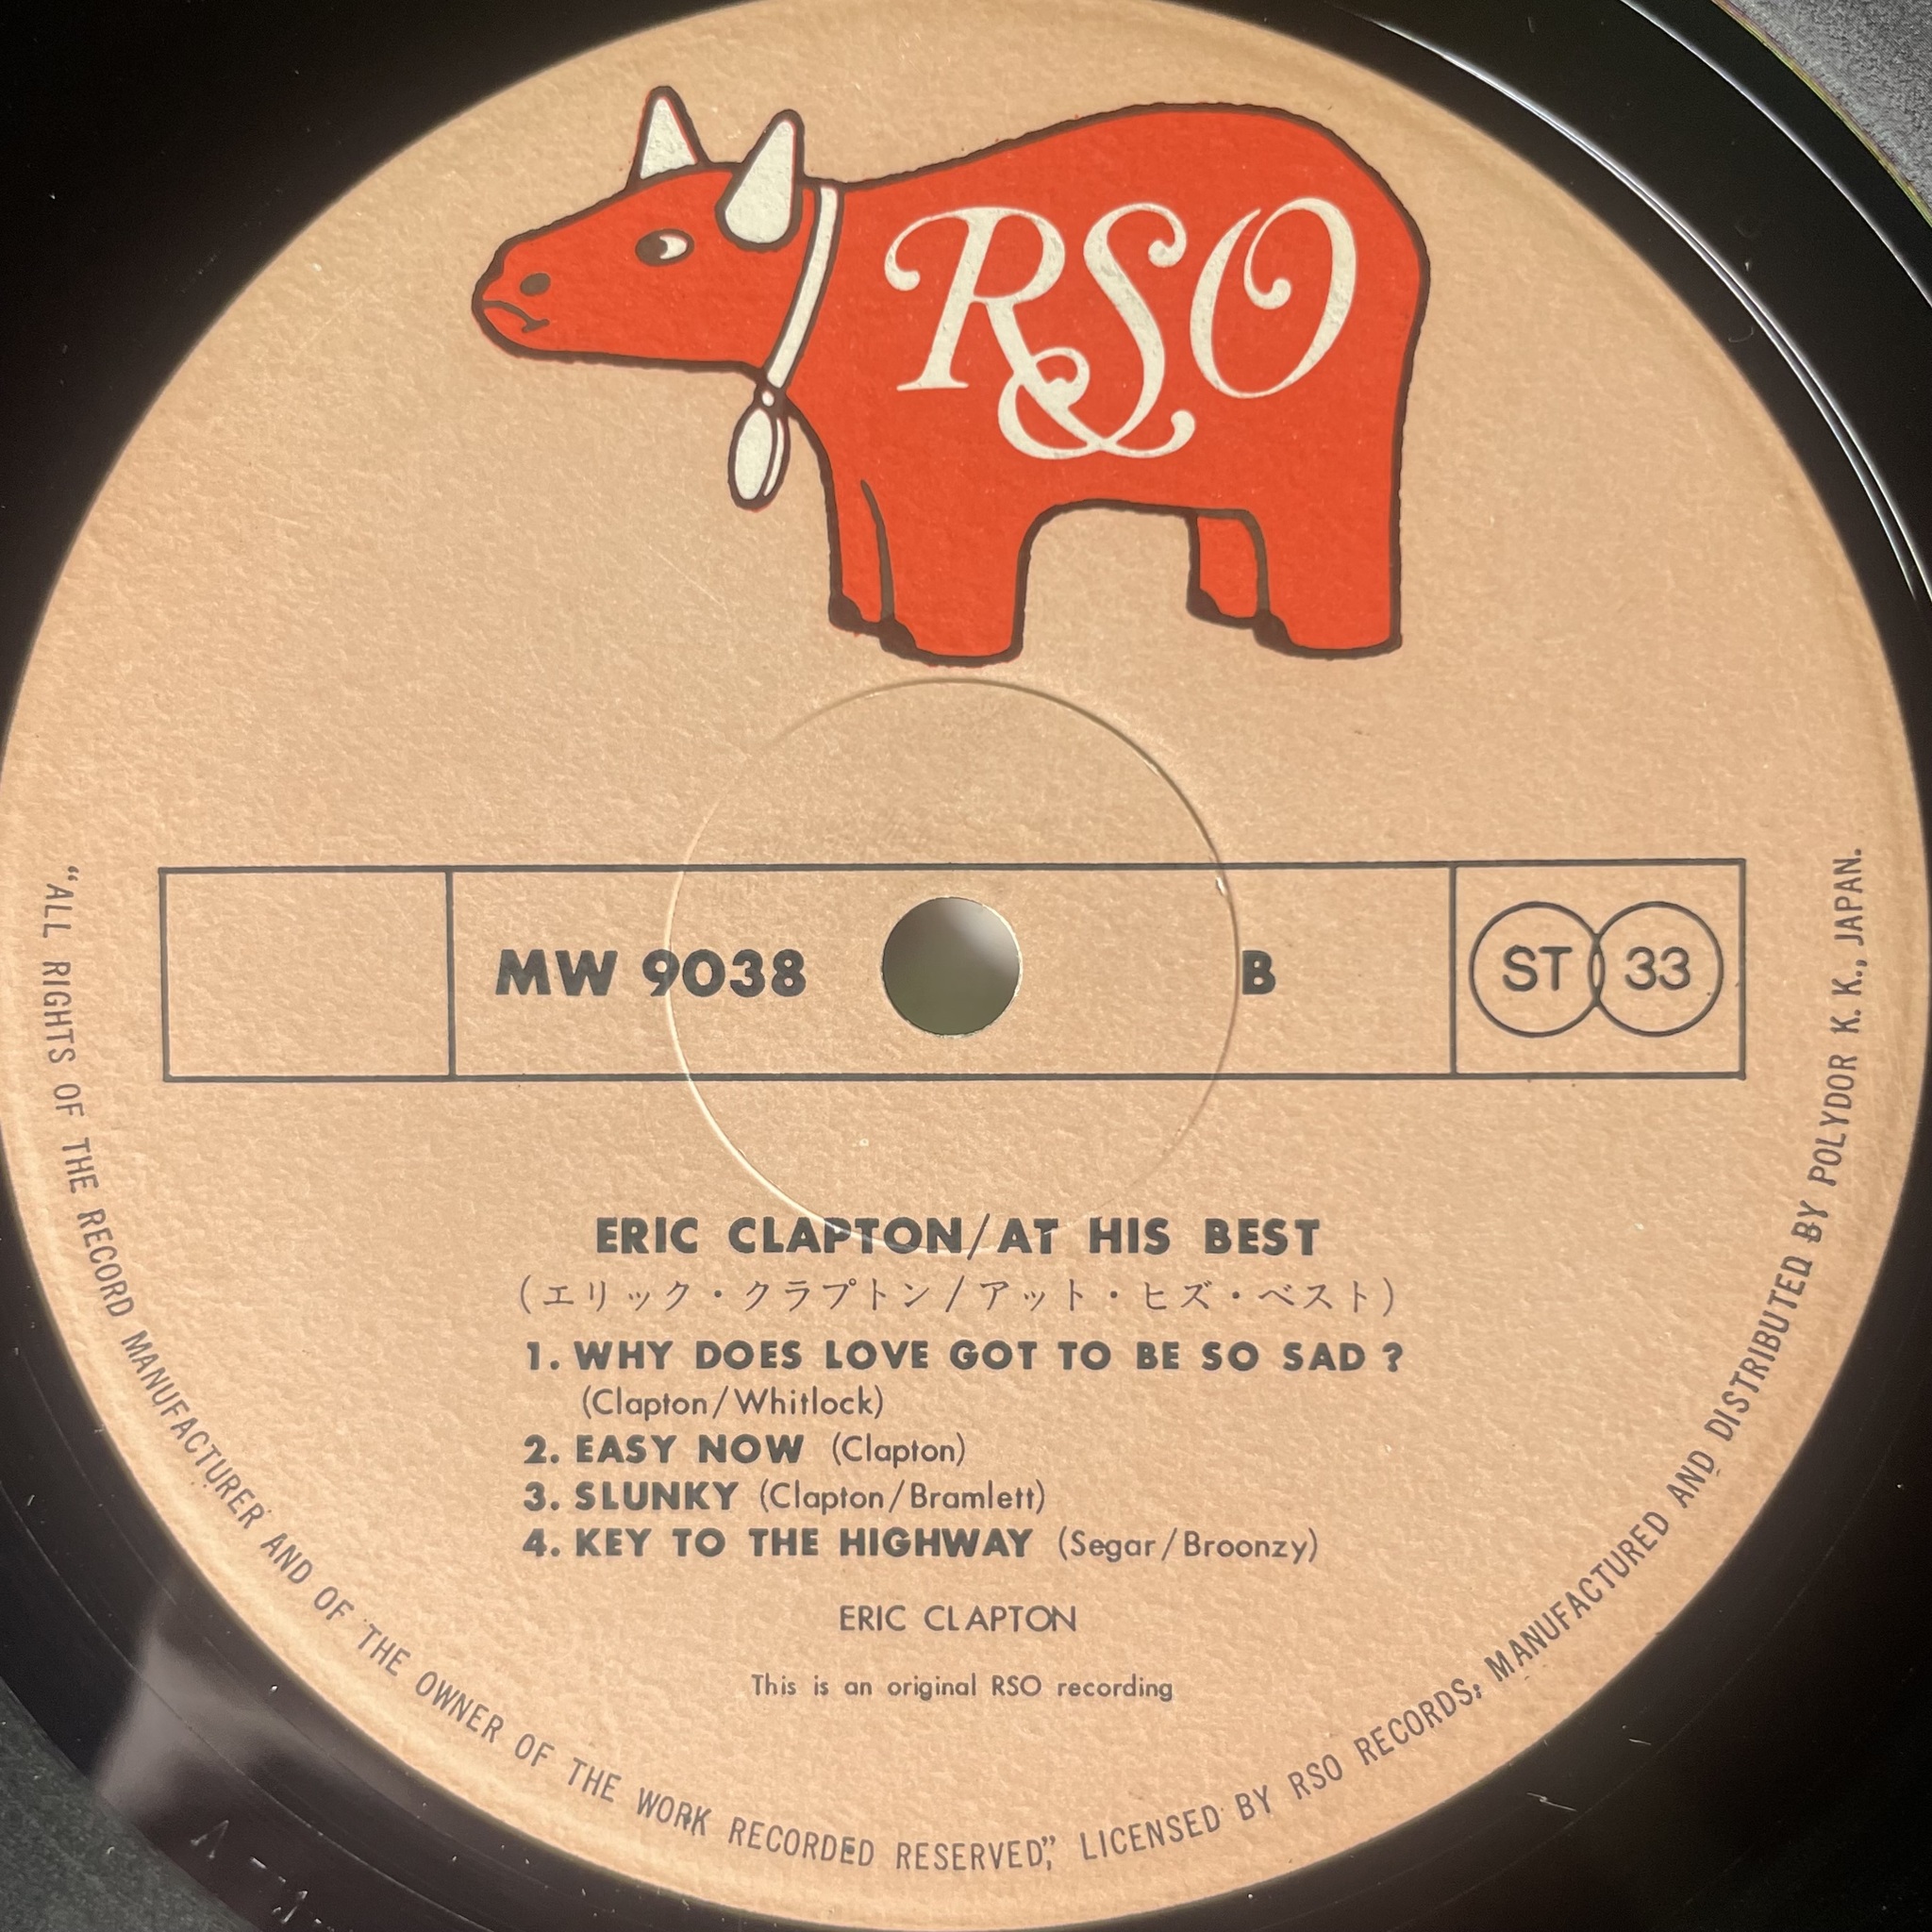 RSO
MW 9038
B
ST 33
ERIC CLAPTON/AT HIS BEST
(エリック・クラプトン/アット・ヒズ・ベスト)
1. WHY DOES LOVE GOT TO BE SO SAD ?
(Clapton/Whitlock)
2. EASY NOW (Clapton)
3. SLUNKY (Clapton/Bramlett)
4. KEY TO THE HIGHWAY (Segar/Broonzy)
ERIC CLAPTON
This is an original RSO recording
“ALL RIGHTS OF THE RECORD MANUFACTURER AND OF THE OWNER OF THE WORK RECORDED RESERVED”; LICENSED BY RSO RECORDS; MANUFACTURED AND DISTRIBUTED BY POLYDOR K. K., JAPAN.